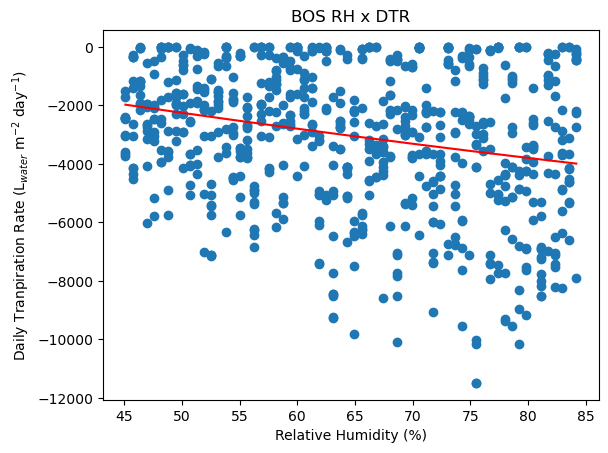 BOS RH x DTR
Daily Tranpiration Rate (L$_{water}$ m$^{-2}$ day$^{-1}$)
0
−2000
−4000
−6000
−8000
−10000
−12000
45 50 55 60 65 70 75 80 85
Relative Humidity (%)